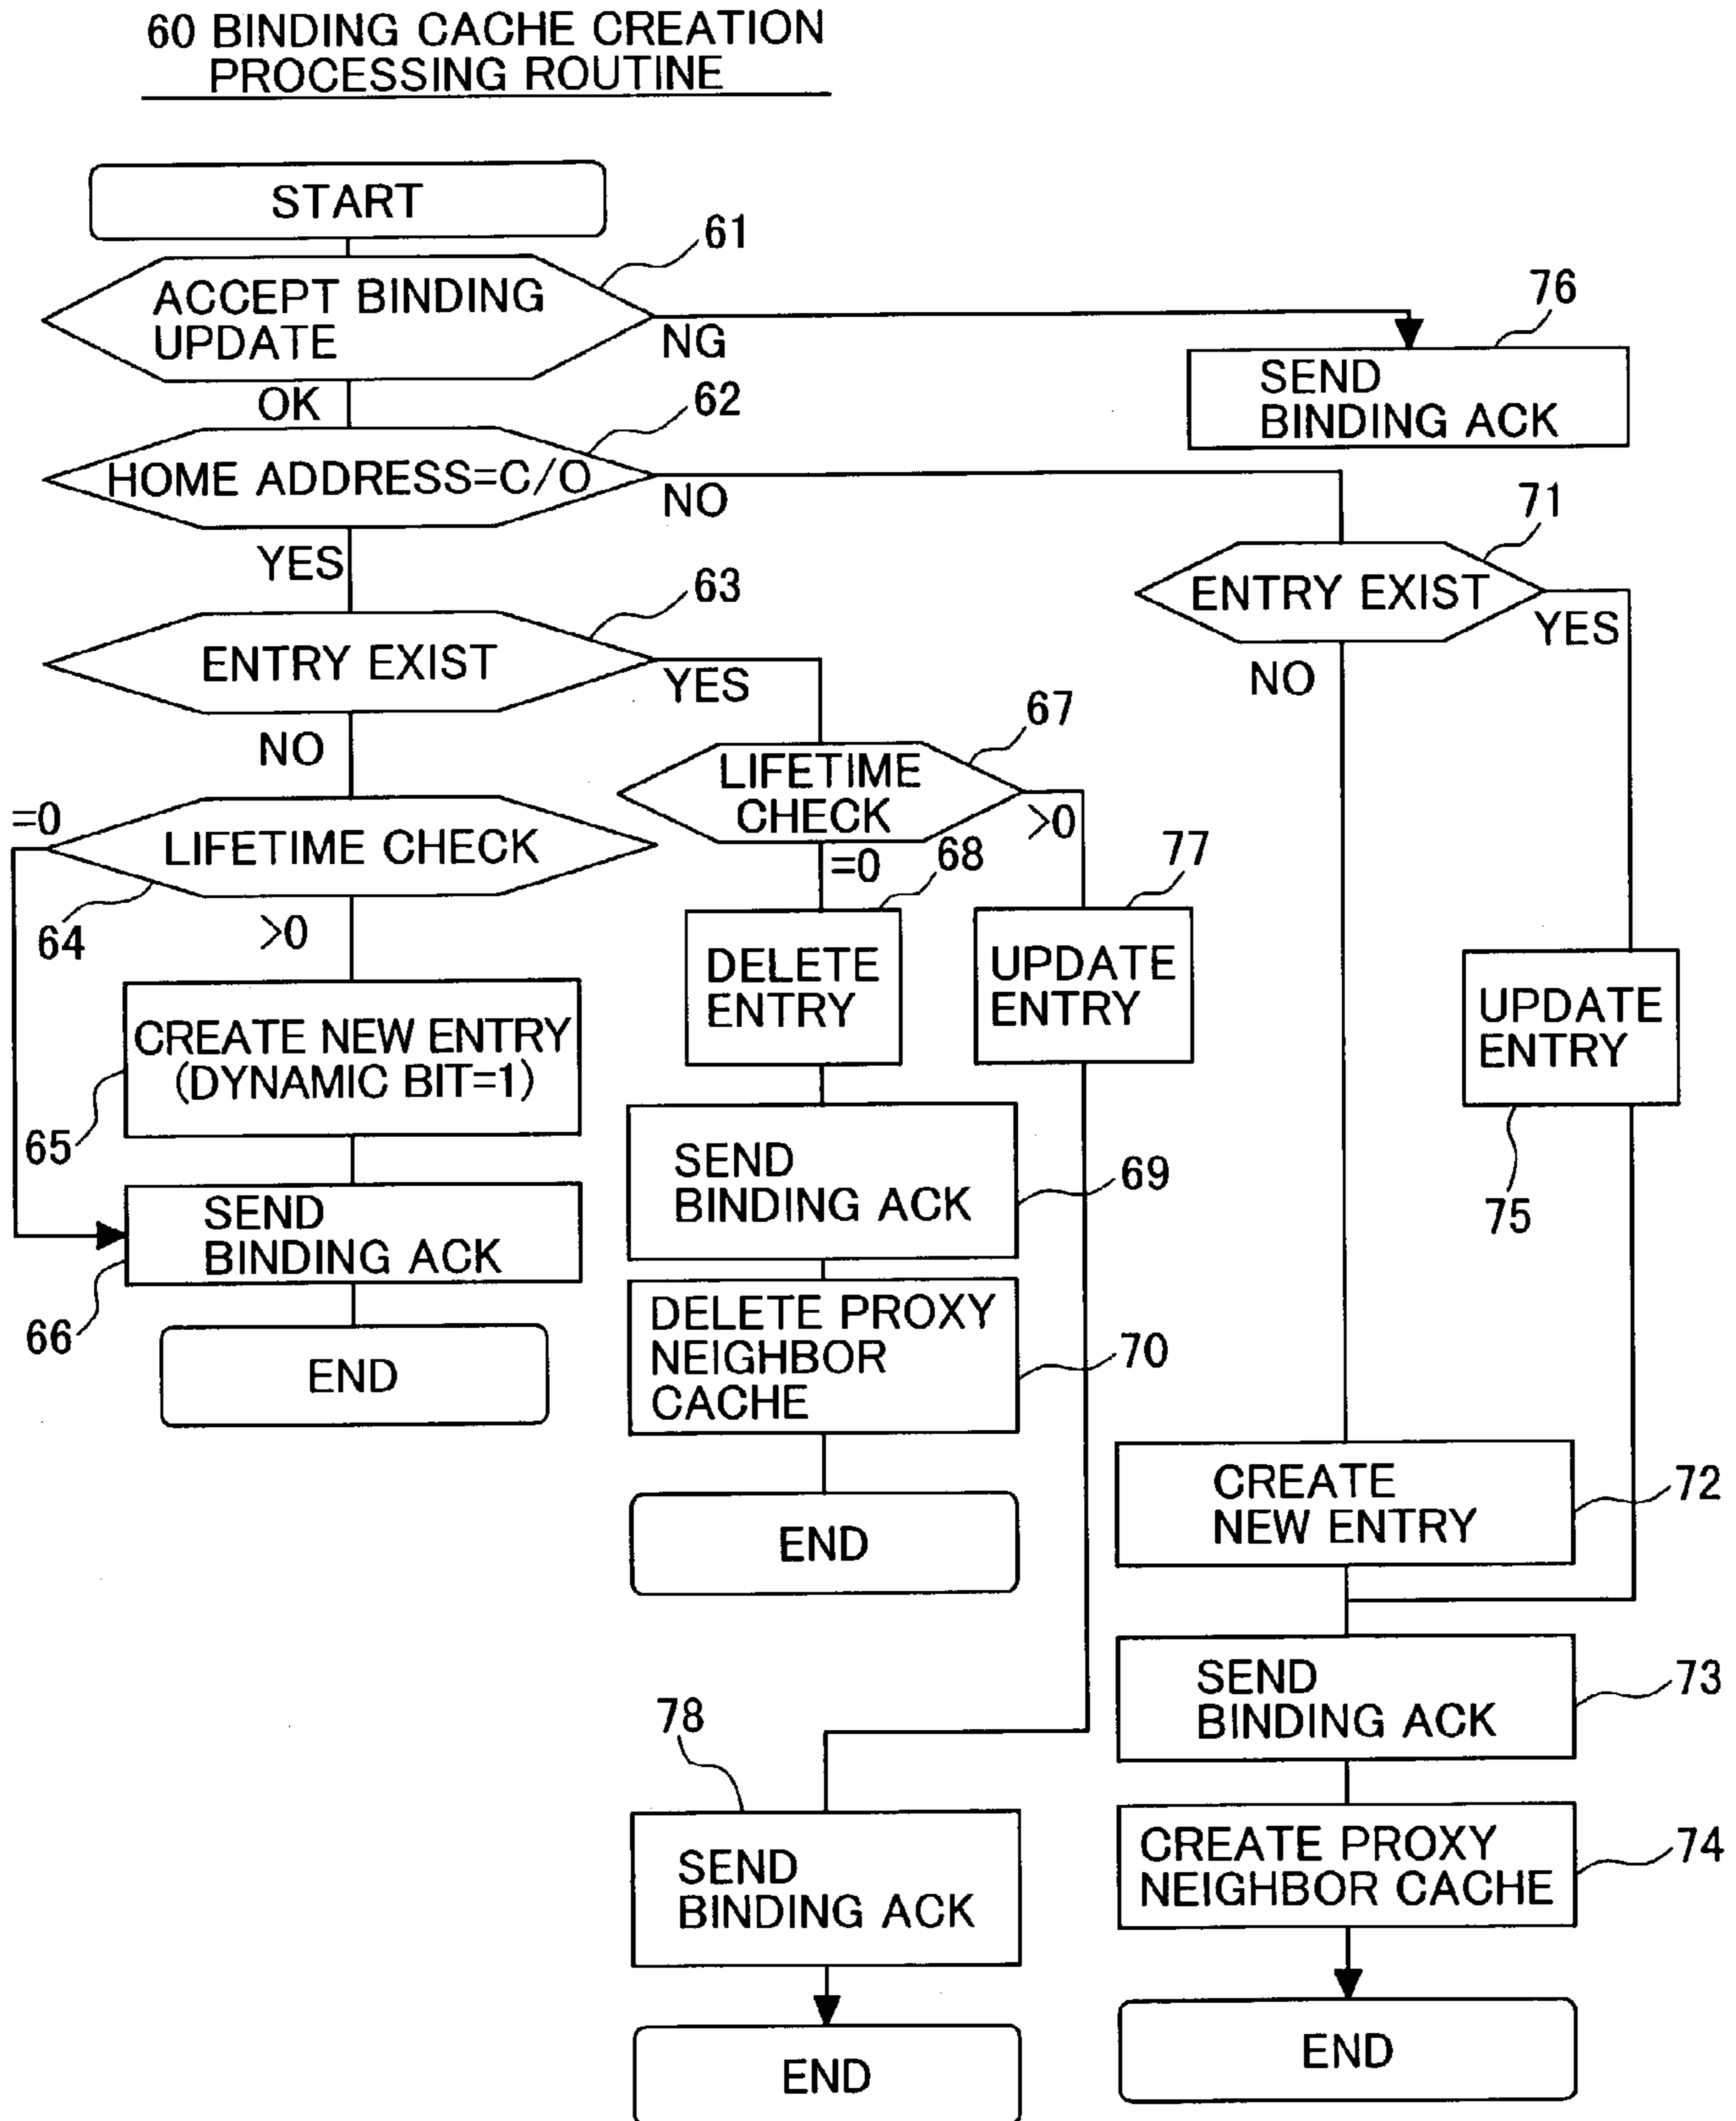 60 BINDING CACHE CREATION
PROCESSING ROUTINE
START
61
ACCEPT BINDING
UPDATE
NG
OK
76
SEND
BINDING ACK
62
HOME ADDRESS=C/O
NO
YES
71
ENTRY EXIST
YES
NO
63
ENTRY EXIST
YES
NO
67
LIFETIME
CHECK
>0
=0
=0
LIFETIME CHECK
64
>0
68
DELETE
ENTRY
77
UPDATE
ENTRY
UPDATE
ENTRY
75
CREATE NEW ENTRY
(DYNAMIC BIT=1)
65
SEND
BINDING ACK
69
SEND
BINDING ACK
66
END
DELETE PROXY
NEIGHBOR
CACHE
70
END
CREATE
NEW ENTRY
72
SEND
BINDING ACK
73
78
SEND
BINDING ACK
CREATE PROXY
NEIGHBOR CACHE
74
END
END